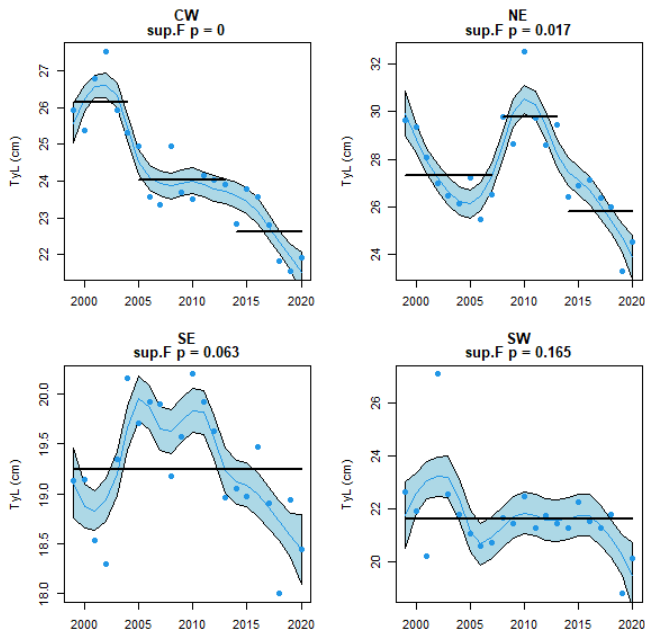 CW
sup.F p = 0
TyL (cm)
27
26
25
24
23
22
2000 2005 2010 2015 2020
NE
sup.F p = 0.017
TyL (cm)
32
30
28
26
24
2000 2005 2010 2015 2020
SE
sup.F p = 0.063
TyL (cm)
20.0
19.5
19.0
18.5
18.0
2000 2005 2010 2015 2020
SW
sup.F p = 0.165
TyL (cm)
26
24
22
20
2000 2005 2010 2015 2020